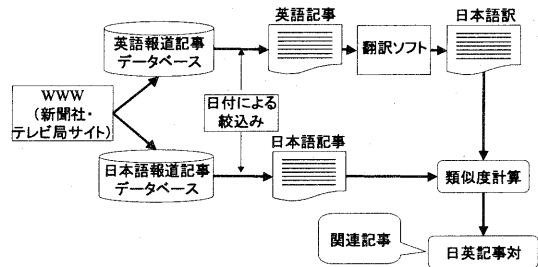 英語報道記事
データベース
英語記事
翻訳ソフト
日本語訳
WWW
(新聞社・
テレビ局サイト)
日付による
絞込み
日本語報道記事
データベース
日本語記事
類似度計算
関連記事
日英記事対